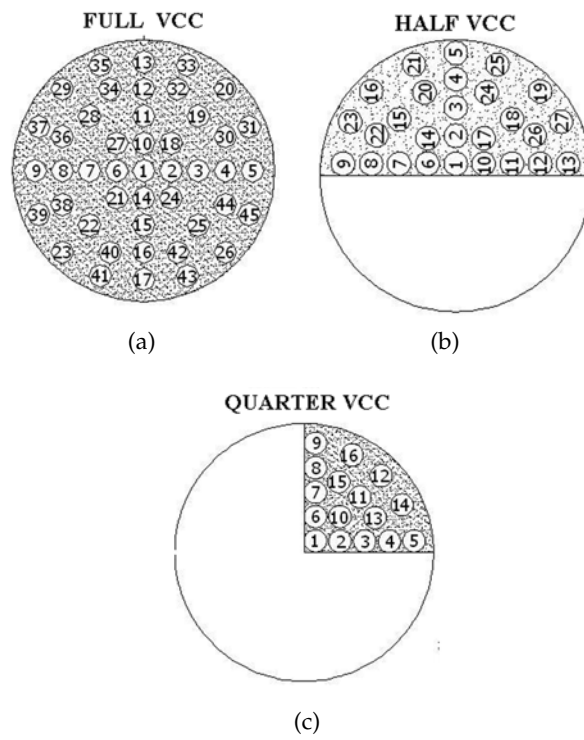 FULL VCC
35 13 33
29 34 12 32 20
28 11 19
37 36 27 10 18 30 31
9 8 7 6 1 2 3 4 5
39 38 21 14 24 44 45
22 15 25
23 40 16 42 26
41 17 43
(a)
HALF VCC
21 5 25
16 20 4 24 19
23 22 15 3 18 26 27
14 2 17
9 8 7 6 1 10 11 12 13
(b)
QUARTER VCC
9 16
8 15 12
7 11 14
6 10 13
1 2 3 4 5
(c)